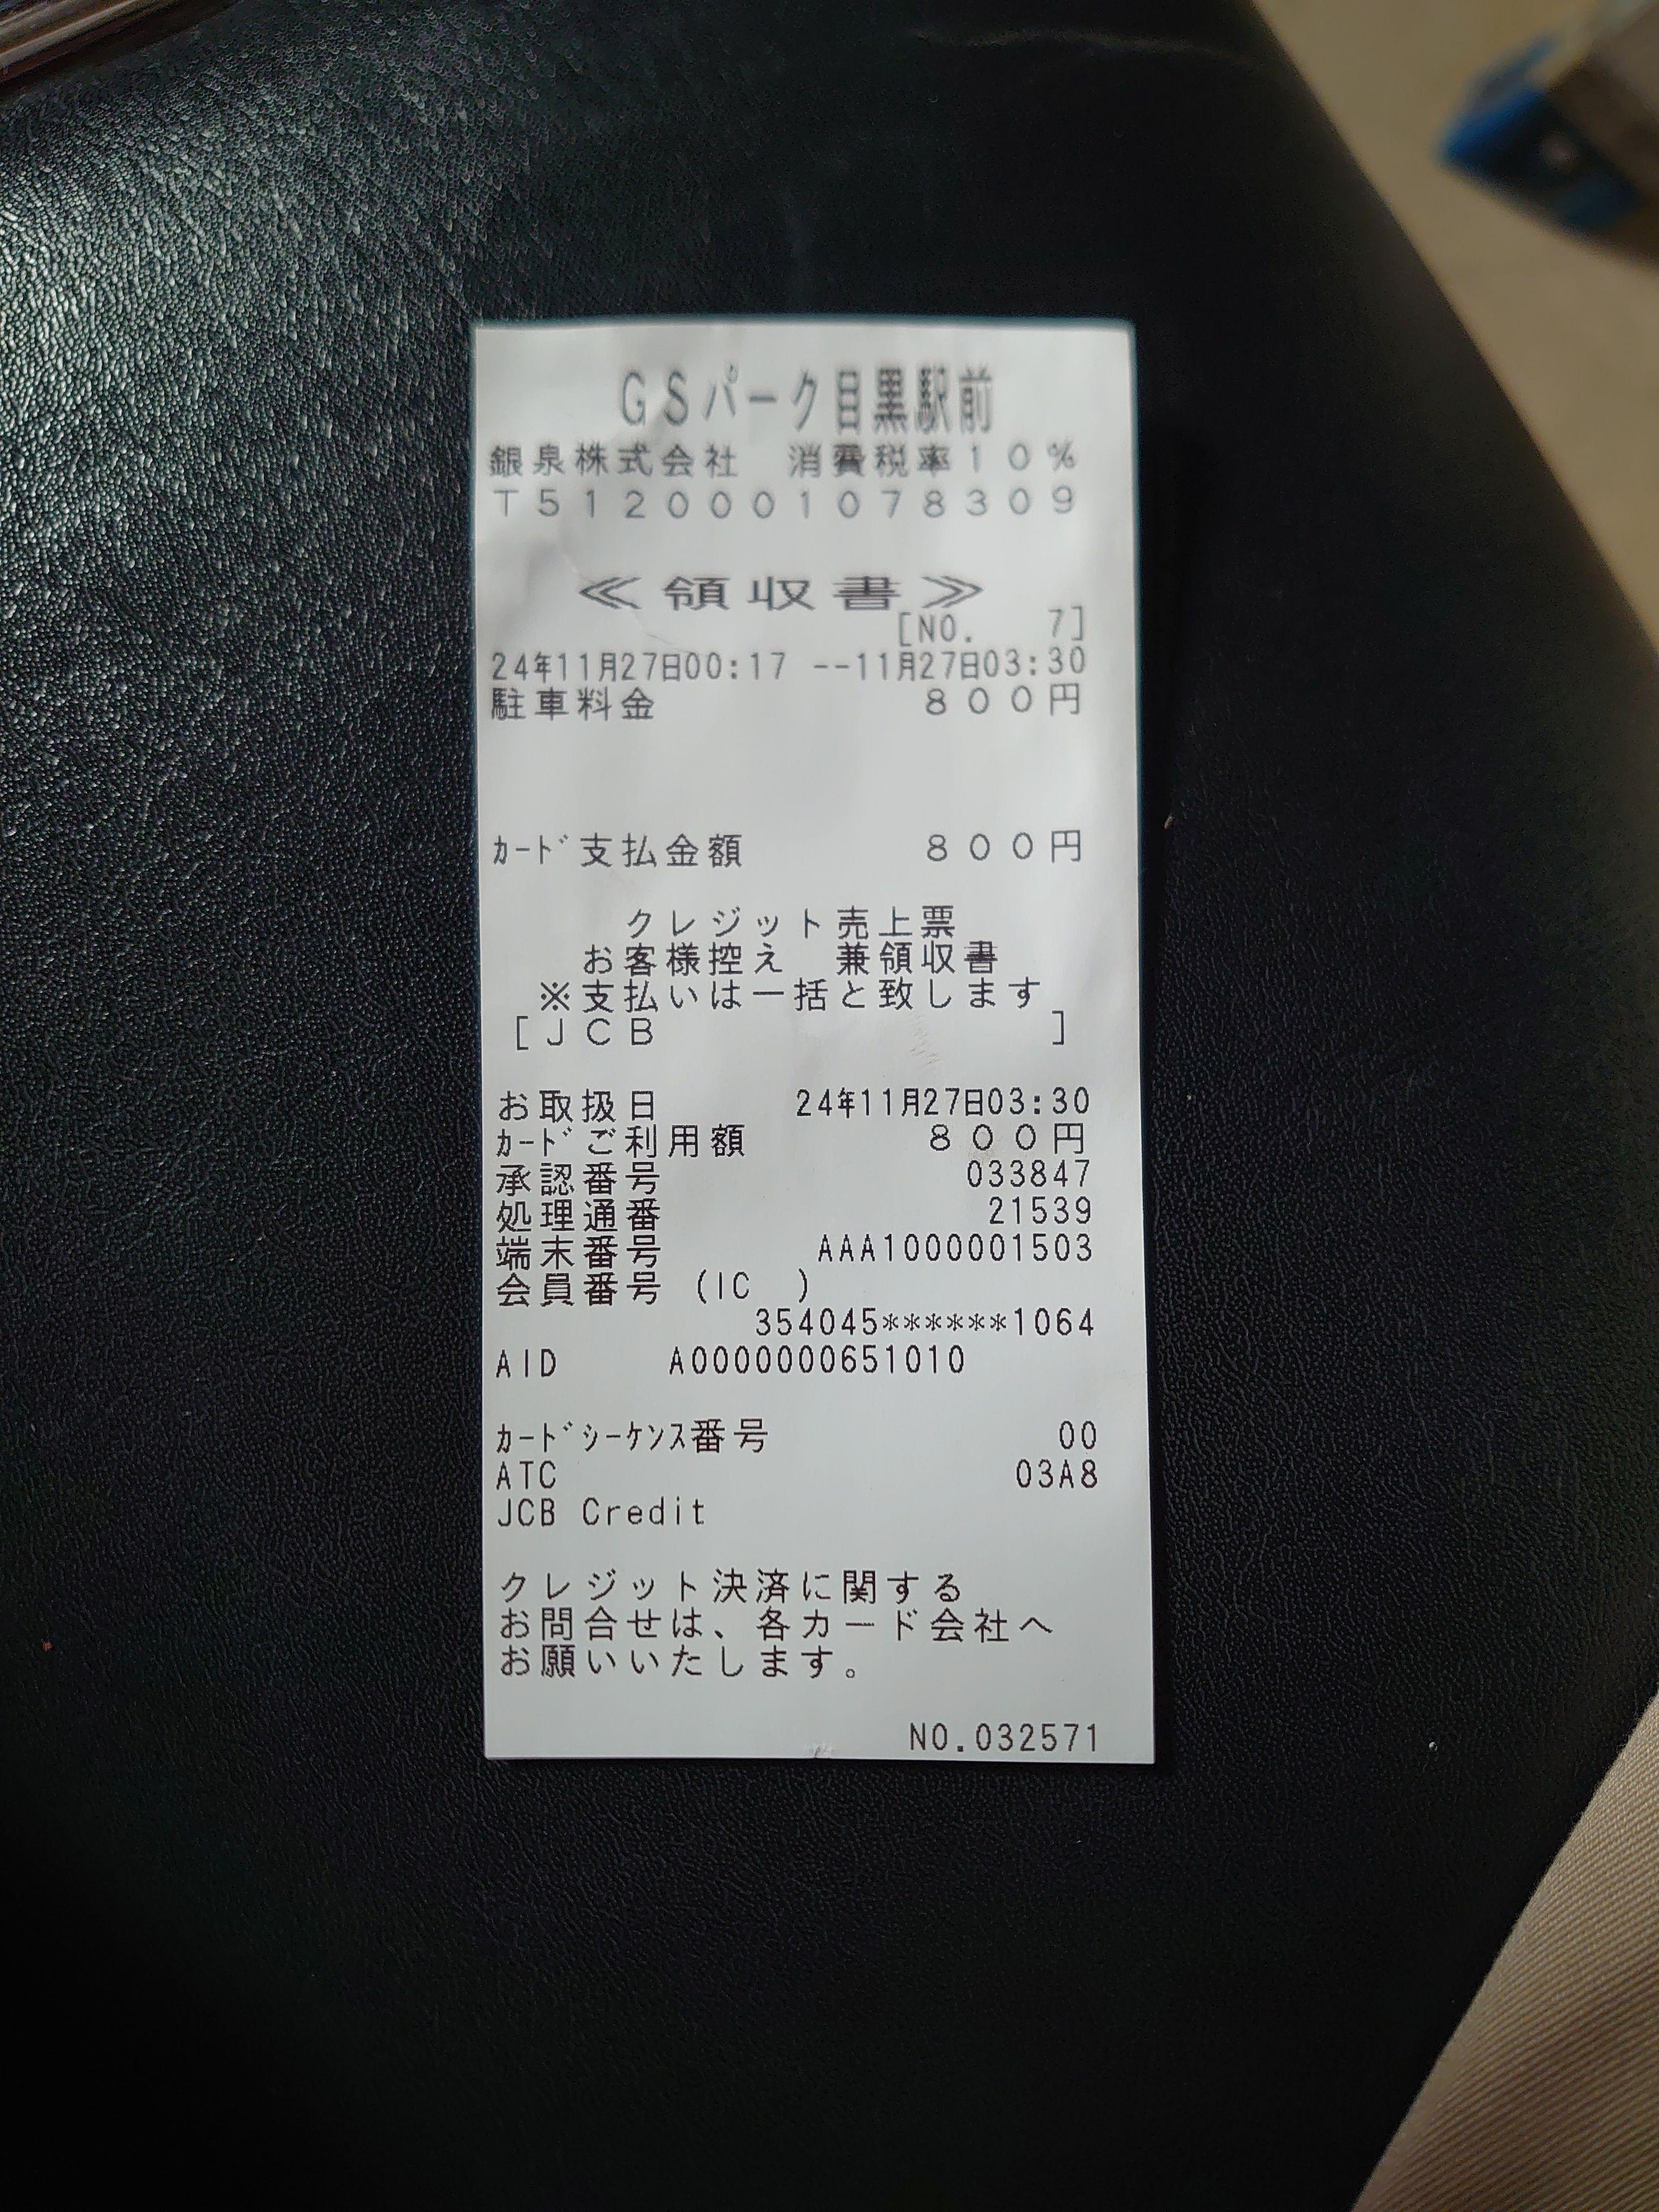 GSパーク目黒駅前
銀泉株式会社　消費税率10%
T5120001078309
≪領収書≫
[NO.　 7]
24年11月27日00:17 --11月27日03:30
駐車料金　800円
ｶｰﾄﾞ支払金額　800円
クレジット売上票
お客様控え　兼領収書
※支払いは一括と致します
[JCB　]
お取扱日　24年11月27日03:30
ｶｰﾄﾞご利用額　800円
承認番号　033847
処理通番　21539
端末番号　AAA1000001503
会員番号 (IC　)
354045******1064
AID　A0000000651010
ｶｰﾄﾞｼｰｹﾝｽ番号　00
ATC　03A8
JCB Credit
クレジット決済に関する
お問合せは、各カード会社へ
お願いいたします。
NO.032571